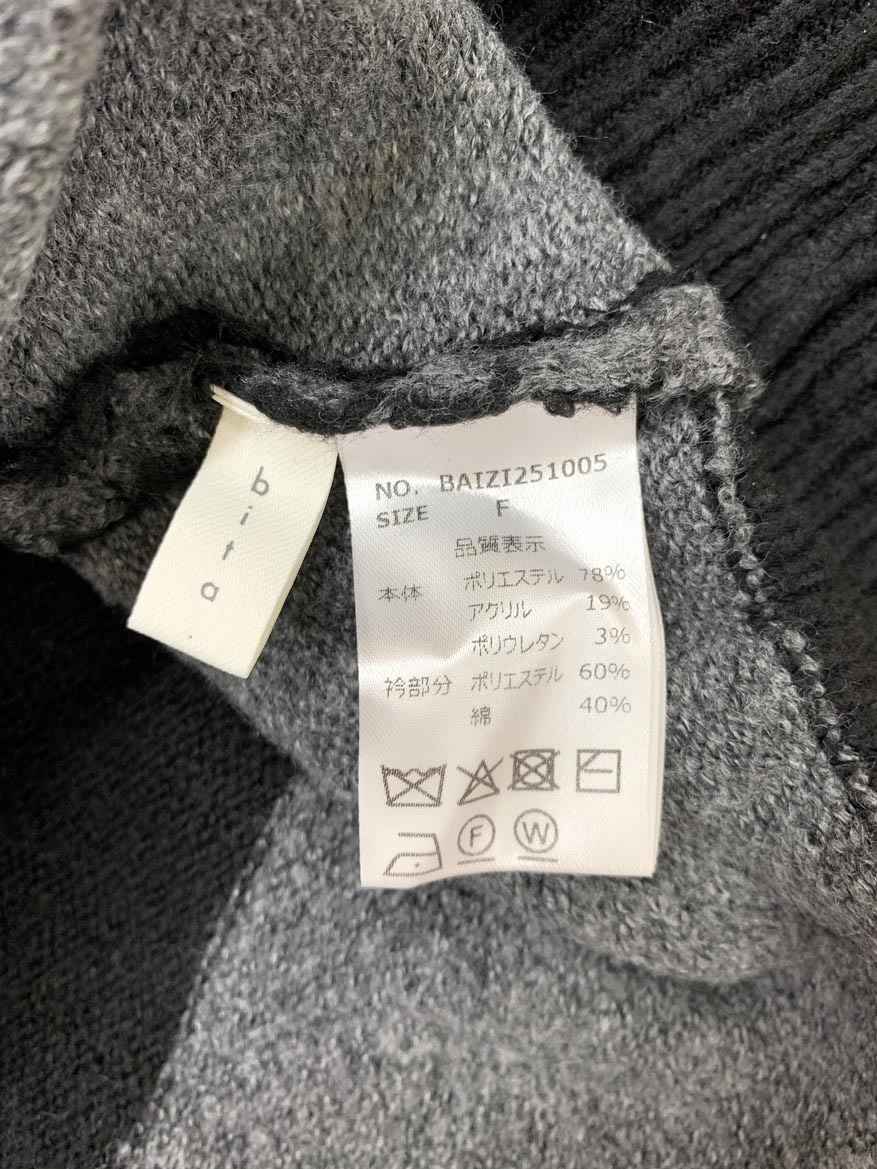 bita
NO. BAIZI251005
SIZE F
品質表示
本体 ポリエステル 78%
アクリル 19%
ポリウレタン 3%
衿部分 ポリエステル 60%
綿 40%
F W